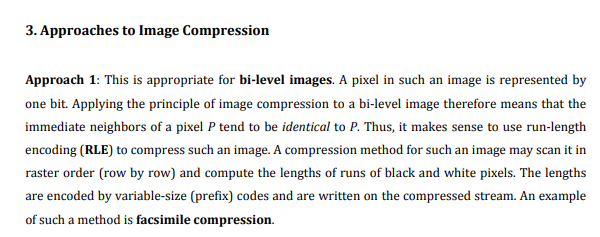 3. Approaches to Image Compression
Approach 1: This is appropriate for bi-level images. A pixel in such an image is represented by
one bit. Applying the principle of image compression to a bi-level image therefore means that the
immediate neighbors of a pixel P tend to be identical to P. Thus, it makes sense to use run-length
encoding (RLE) to compress such an image. A compression method for such an image may scan it in
raster order (row by row) and compute the lengths of runs of black and white pixels. The lengths
are encoded by variable-size (prefix) codes and are written on the compressed stream. An example
of such a method is facsimile compression.